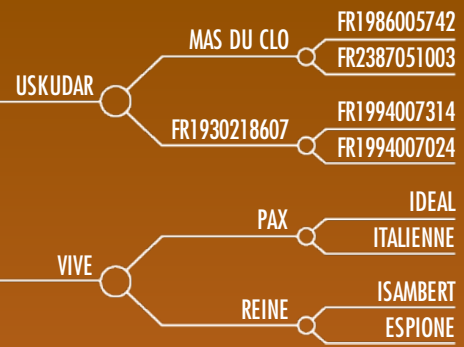 FR1986005742
MAS DU CLO
FR2387051003
USKUDAR
FR1994007314
FR1930218607
FR1994007024
IDEAL
PAX
ITALIENNE
VIVE
ISAMBERT
REINE
ESPIONE